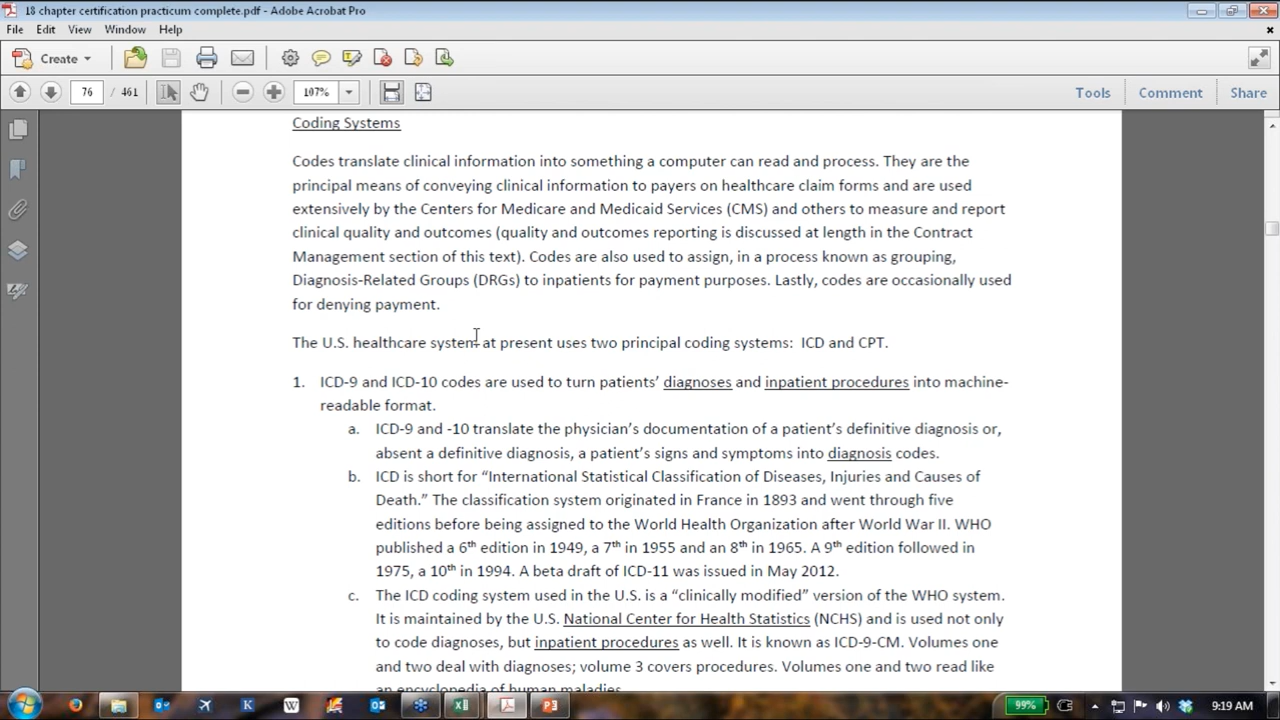 18 chapter certification practicum complete.pdf - Adobe Acrobat Pro
File Edit View Window Help
Create
76 / 461 107% Tools Comment Share
Coding Systems
Codes translate clinical information into something a computer can read and process. They are the
principal means of conveying clinical information to payers on healthcare claim forms and are used
extensively by the Centers for Medicare and Medicaid Services (CMS) and others to measure and report
clinical quality and outcomes (quality and outcomes reporting is discussed at length in the Contract
Management section of this text). Codes are also used to assign, in a process known as grouping,
Diagnosis-Related Groups (DRGs) to inpatients for payment purposes. Lastly, codes are occasionally used
for denying payment.
The U.S. healthcare system at present uses two principal coding systems: ICD and CPT.
1. ICD-9 and ICD-10 codes are used to turn patients’ diagnoses and inpatient procedures into machine-
readable format.
a. ICD-9 and -10 translate the physician’s documentation of a patient’s definitive diagnosis or,
absent a definitive diagnosis, a patient’s signs and symptoms into diagnosis codes.
b. ICD is short for “International Statistical Classification of Diseases, Injuries and Causes of
Death.” The classification system originated in France in 1893 and went through five
editions before being assigned to the World Health Organization after World War II. WHO
published a 6th edition in 1949, a 7th in 1955 and an 8th in 1965. A 9th edition followed in
1975, a 10th in 1994. A beta draft of ICD-11 was issued in May 2012.
c. The ICD coding system used in the U.S. is a “clinically modified” version of the WHO system.
It is maintained by the U.S. National Center for Health Statistics (NCHS) and is used not only
to code diagnoses, but inpatient procedures as well. It is known as ICD-9-CM. Volumes one
and two deal with diagnoses; volume 3 covers procedures. Volumes one and two read like
an encyclopedia of human maladies.
99% 9:19 AM